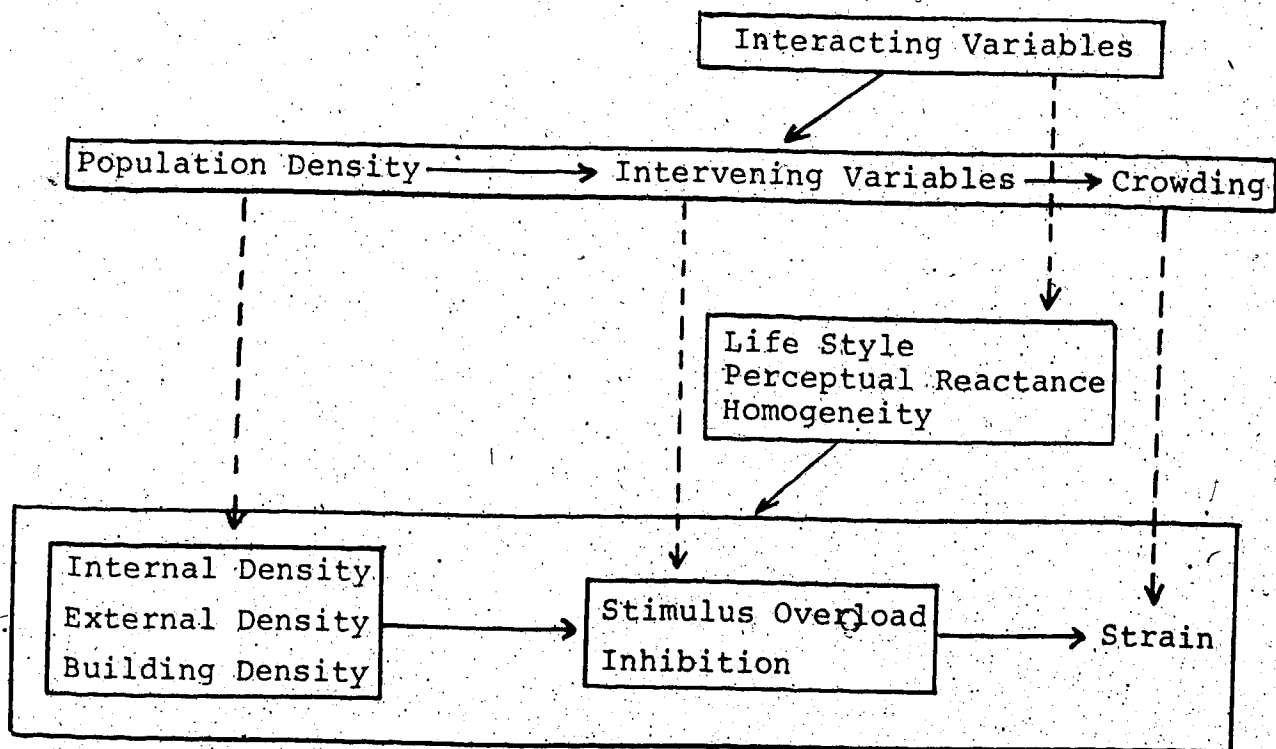 Interacting Variables
Population Density Intervening Variables Crowding
Life Style
Perceptual Reactance
Homogeneity
Internal Density
External Density
Building Density
Stimulus Overload
Inhibition
Strain